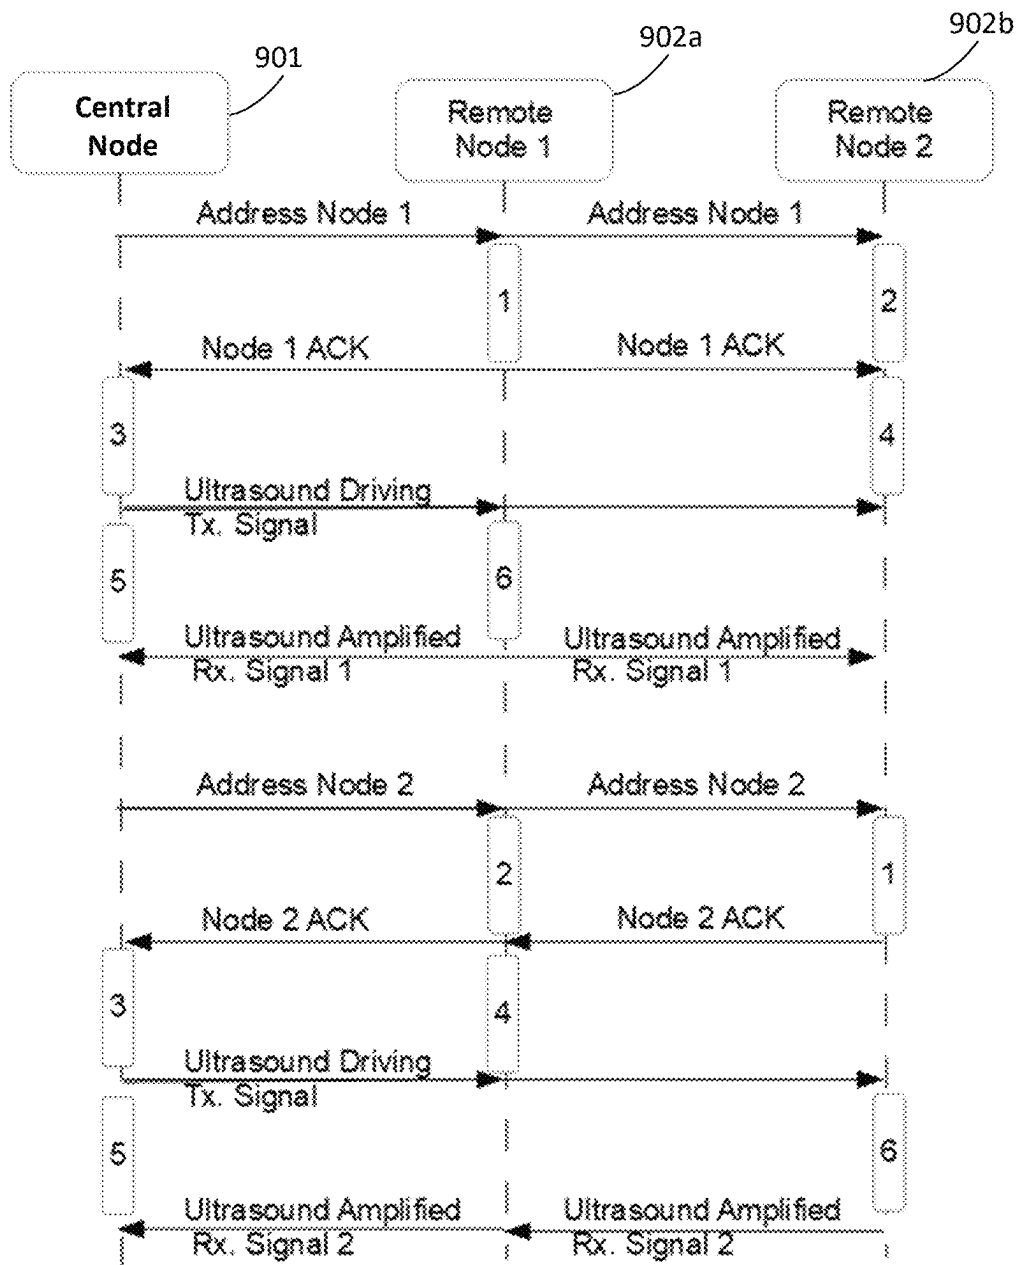 901
902a
902b
Central
Node
Remote
Node 1
Remote
Node 2
Address Node 1
Address Node 1
1
2
Node 1 ACK
Node 1 ACK
3
4
Ultrasound Driving
Tx. Signal
5
6
Ultrasound Amplified
Rx. Signal 1
Ultrasound Amplified
Rx. Signal 1
Address Node 2
Address Node 2
2
1
Node 2 ACK
Node 2 ACK
3
4
Ultrasound Driving
Tx. Signal
5
6
Ultrasound Amplified
Rx. Signal 2
Ultrasound Amplified
Rx. Signal 2